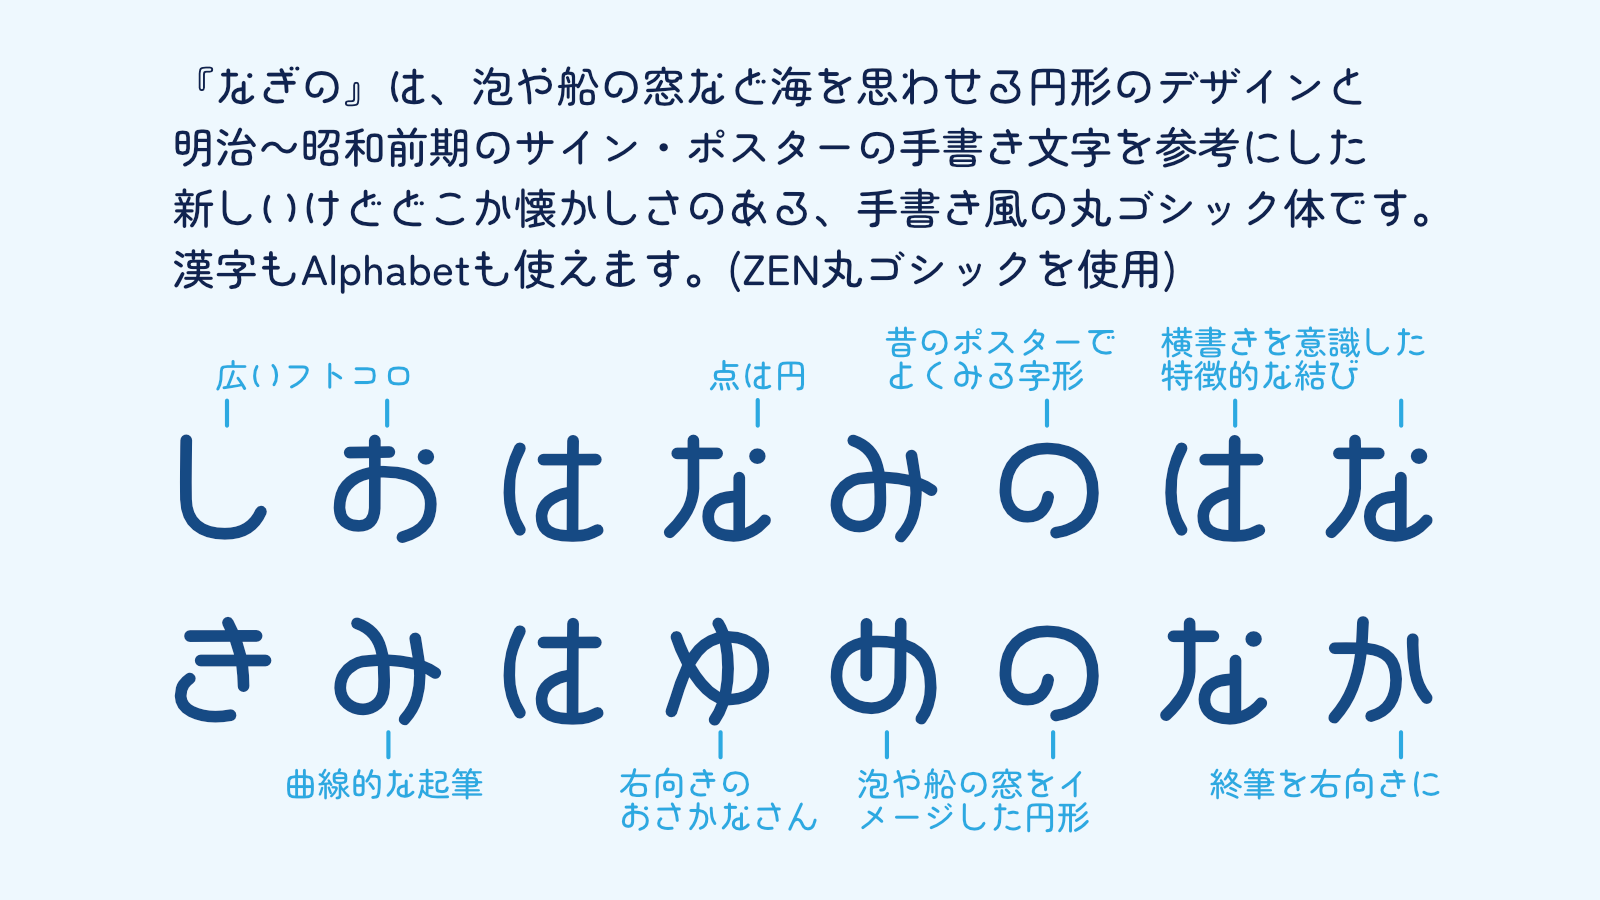 『なぎの』は、泡や船の窓など海を思わせる円形のデザインと
明治〜昭和前期のサイン・ポスターの手書き文字を参考にした
新しいけどどこか懐かしさのある、手書き風の丸ゴシック体です。
漢字もAlphabetも使えます。(ZEN丸ゴシックを使用)
広いフトコロ
点は円
昔のポスターで
よくみる字形
横書きを意識した
特徴的な結び
しおはなみのはな
きみはゆめのなか
曲線的な起筆
右向きの
おさかなさん
泡や船の窓をイ
メージした円形
終筆を右向きに